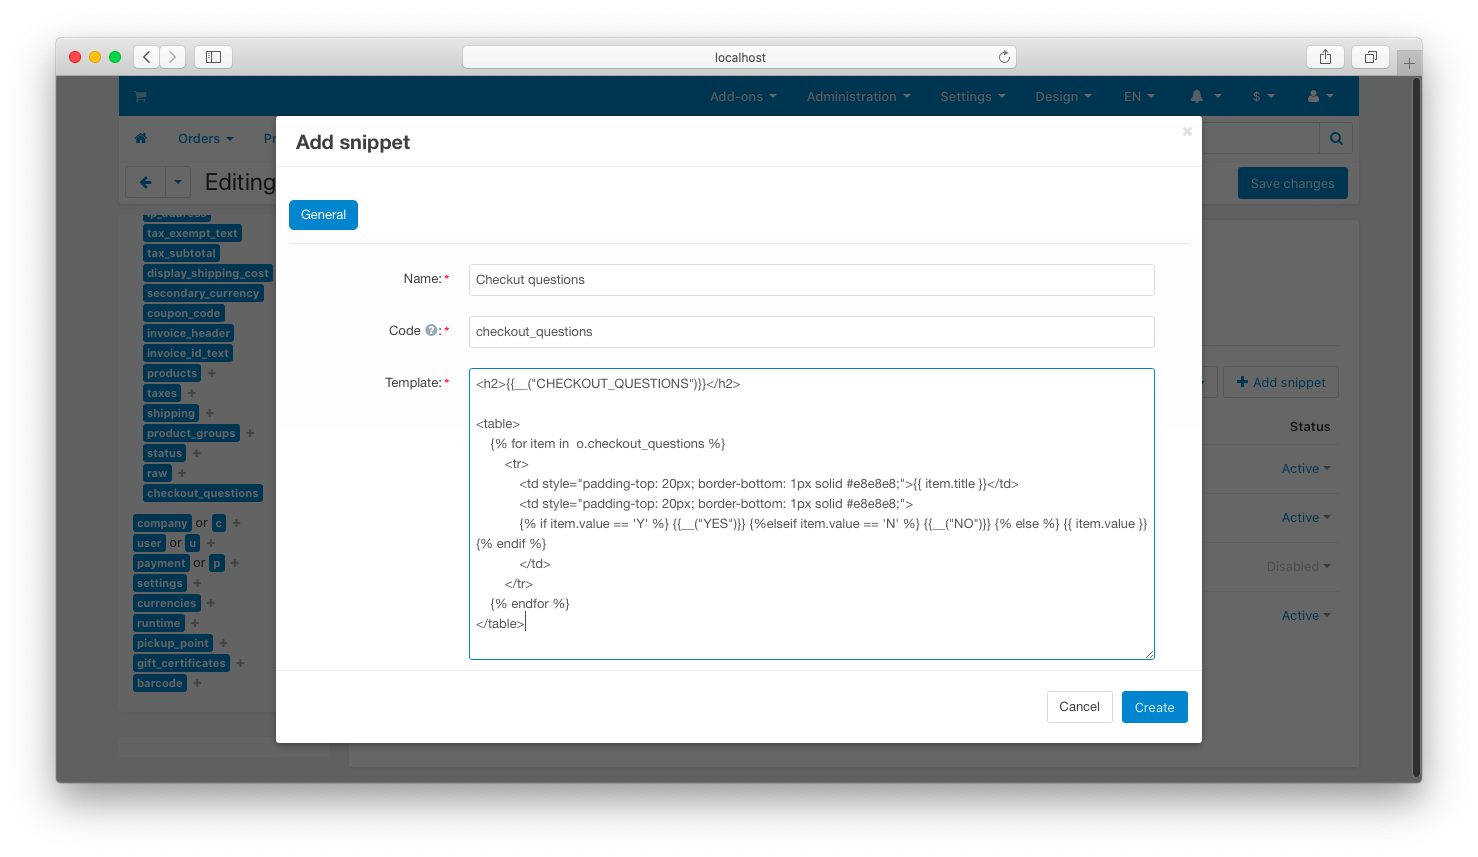 localhost
Add-ons
Administration
Settings
Design
EN
$
Orders
Add snippet
Editing
Save changes
General
ip_address
tax_exempt_text
tax_subtotal
display_shipping_cost
secondary_currency
coupon_code
invoice_header
invoice_id_text
products +
taxes +
shipping +
product_groups +
status +
raw +
checkout_questions
company or c +
user or u +
payment or p +
settings +
currencies +
runtime +
pickup_point +
gift_certificates +
barcode +
Name: *
Checkut questions
Code ?: *
checkout_questions
Template: *
<h2>{{__("CHECKOUT_QUESTIONS")}}</h2>
<table>
{% for item in  o.checkout_questions %}
<tr>
<td style="padding-top: 20px; border-bottom: 1px solid #e8e8e8;">{{ item.title }}</td>
<td style="padding-top: 20px; border-bottom: 1px solid #e8e8e8;">
{% if item.value == 'Y' %} {{__("YES")}} {%elseif item.value == 'N' %} {{__("NO")}} {% else %} {{ item.value }}
{% endif %}
</td>
</tr>
{% endfor %}
</table>
+ Add snippet
Status
Active
Active
Disabled
Active
Cancel
Create